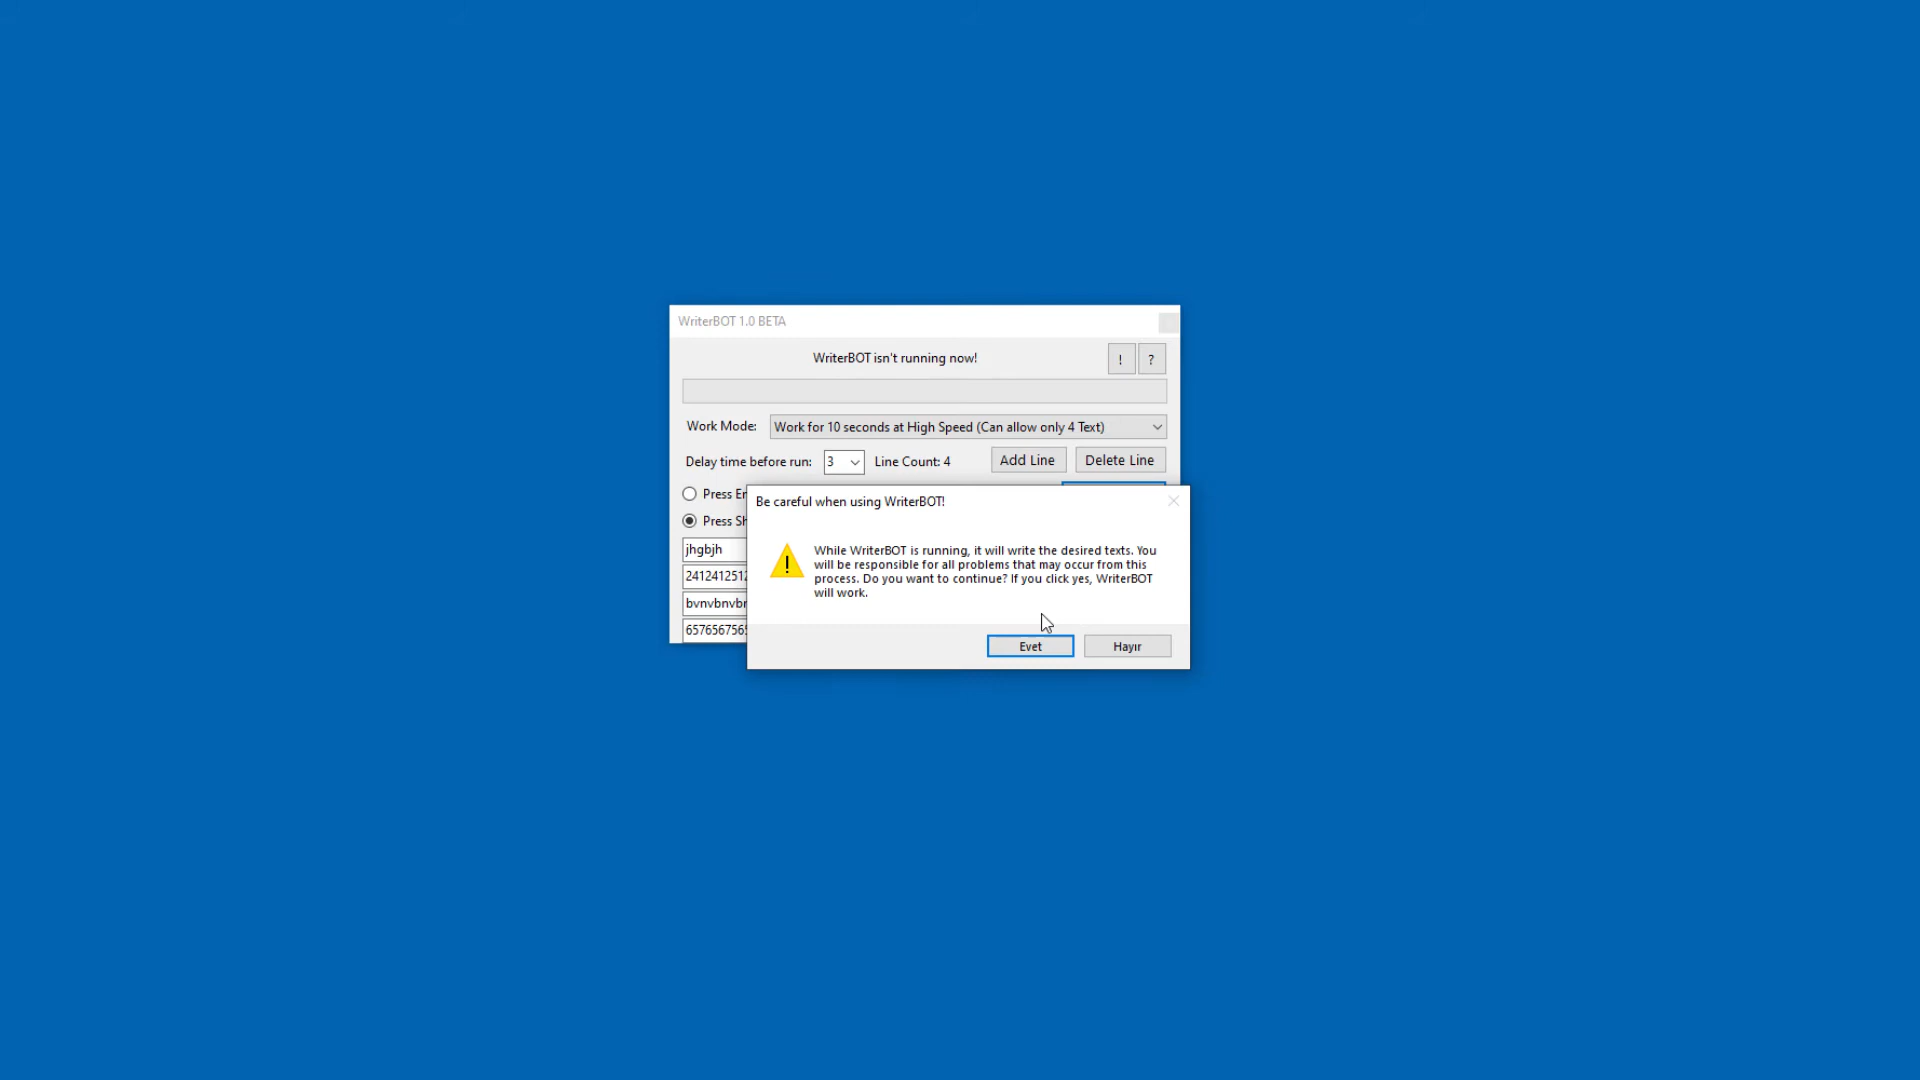 WriterBOT 1.0 BETA
WriterBOT isn't running now!
! ?
Work Mode: Work for 10 seconds at High Speed (Can allow only 4 Text)
Delay time before run: 3 Line Count: 4 Add Line Delete Line
Press
Press
Be careful when using WriterBOT!
jhgbjh
While WriterBOT is running, it will write the desired texts. You
will be responsible for all problems that may occur from this
process. Do you want to continue? If you click yes, WriterBOT
will work.
Evet Hayır